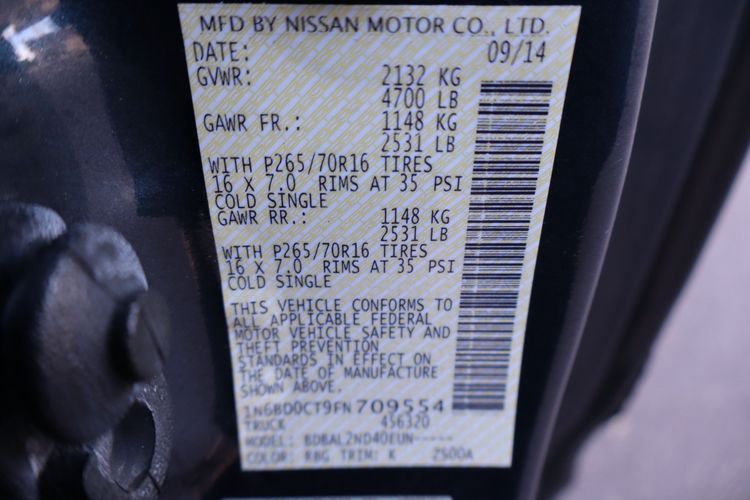 MFD BY NISSAN MOTOR CO., LTD.
DATE: 09/14
GVWR: 2132 KG
4700 LB
GAWR FR.: 1148 KG
2531 LB
WITH P265/70R16 TIRES
16 X 7.0 RIMS AT 35 PSI
COLD SINGLE
GAWR RR.: 1148 KG
2531 LB
WITH P265/70R16 TIRES
16 X 7.0 RIMS AT 35 PSI
COLD SINGLE
THIS VEHICLE CONFORMS TO
ALL APPLICABLE FEDERAL
MOTOR VEHICLE SAFETY AND
THEFT PREVENTION
STANDARDS IN EFFECT ON
THE DATE OF MANUFACTURE
SHOWN ABOVE.
1N6BD0CT9FN709554
TRUCK 456320
MODEL: BDBAL2ND40EUN-----
COLOR: RBG TRIM: K 2500A